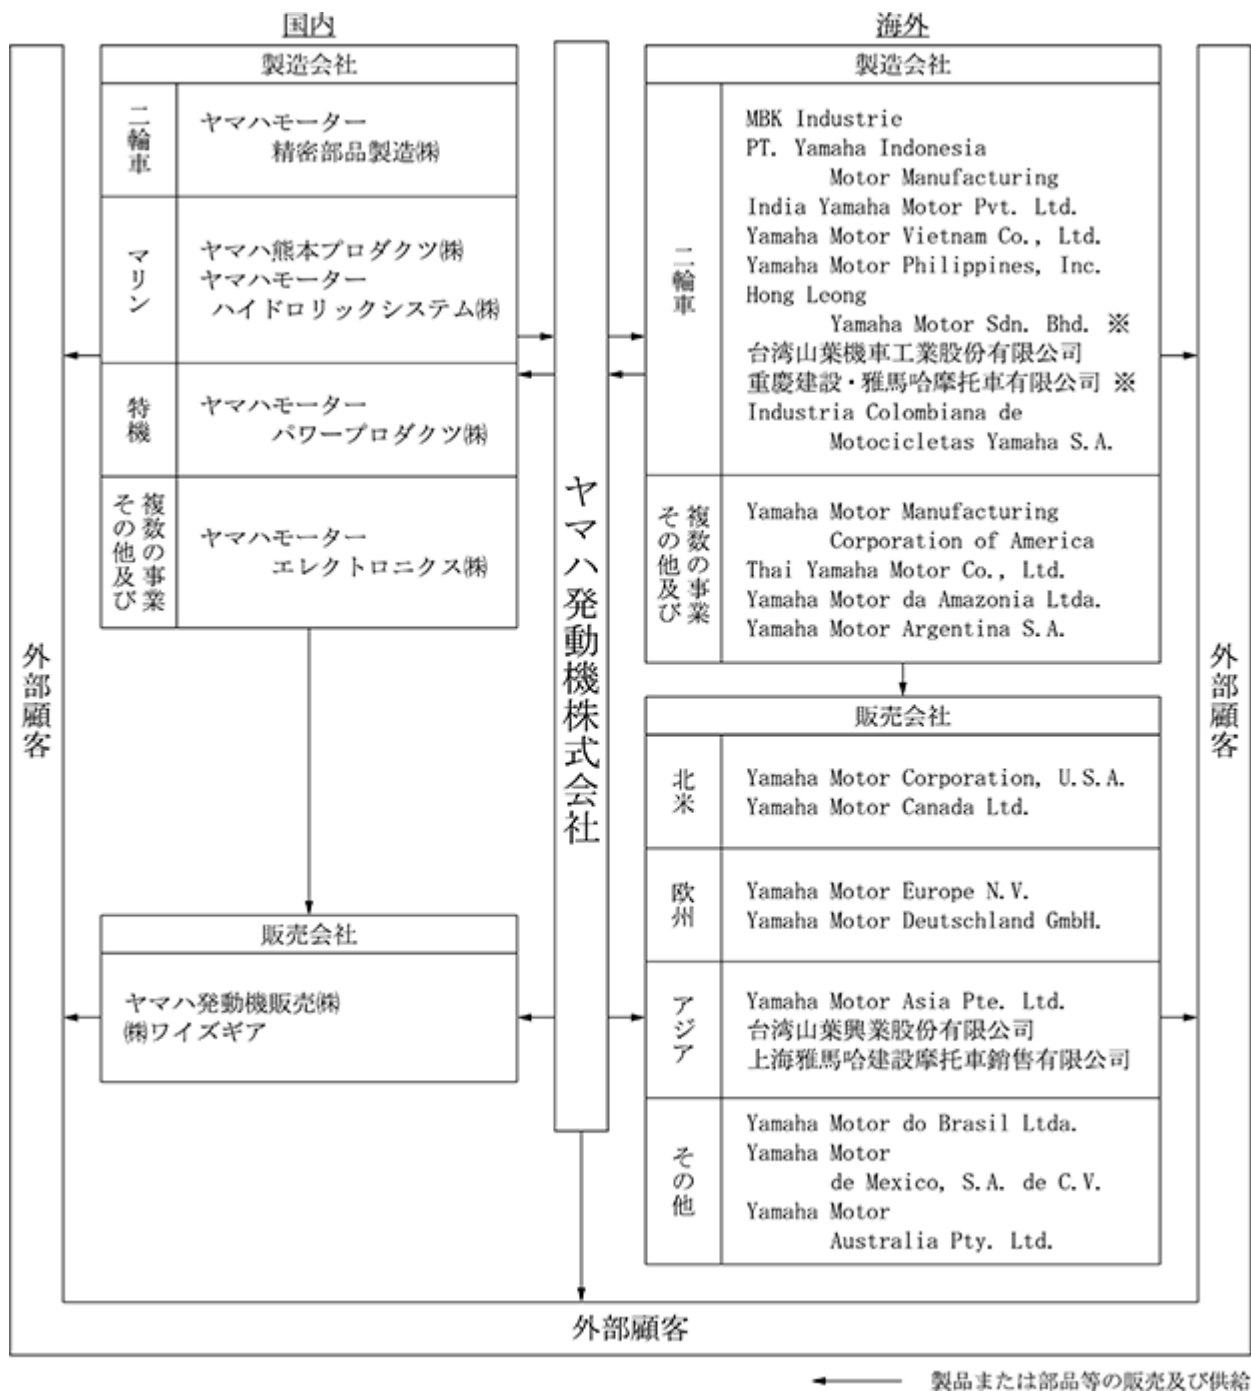 国内
海外
外部顧客
製造会社
二輪車
ヤマハモーター
精密部品製造㈱
マリン
ヤマハ熊本プロダクツ㈱
ヤマハモーター
ハイドロリックシステム㈱
特機
ヤマハモーター
パワープロダクツ㈱
複数の事業
その他及び
ヤマハモーター
エレクトロニクス㈱
販売会社
ヤマハ発動機販売㈱
㈱ワイズギア
ヤマハ発動機株式会社
製造会社
二輪車
MBK Industrie
PT. Yamaha Indonesia
Motor Manufacturing
India Yamaha Motor Pvt. Ltd.
Yamaha Motor Vietnam Co., Ltd.
Yamaha Motor Philippines, Inc.
Hong Leong
Yamaha Motor Sdn. Bhd. ※
台湾山葉機車工業股份有限公司
重慶建設・雅馬哈摩托車有限公司 ※
Industria Colombiana de
Motocicletas Yamaha S.A.
複数の事業
その他及び
Yamaha Motor Manufacturing
Corporation of America
Thai Yamaha Motor Co., Ltd.
Yamaha Motor da Amazonia Ltda.
Yamaha Motor Argentina S.A.
販売会社
北米
Yamaha Motor Corporation, U.S.A.
Yamaha Motor Canada Ltd.
欧州
Yamaha Motor Europe N.V.
Yamaha Motor Deutschland GmbH.
アジア
Yamaha Motor Asia Pte. Ltd.
台湾山葉興業股份有限公司
上海雅馬哈建設摩托車銷售有限公司
その他
Yamaha Motor do Brasil Ltda.
Yamaha Motor
de Mexico, S.A. de C.V.
Yamaha Motor
Australia Pty. Ltd.
外部顧客
外部顧客
製品または部品等の販売及び供給